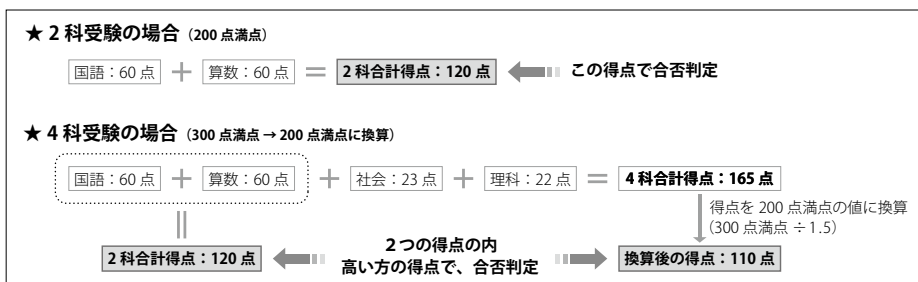 ★ 2 科受験の場合（200 点満点）
国語：60 点 ＋ 算数：60 点 ＝ 2 科合計得点：120 点 この得点で合否判定
★ 4 科受験の場合（300 点満点 → 200 点満点に換算）
国語：60 点 ＋ 算数：60 点 ＋ 社会：23 点 ＋ 理科：22 点 ＝ 4 科合計得点：165 点
得点を 200 点満点の値に換算
（300 点満点 ÷ 1.5）
２つの得点の内
高い方の得点で、合否判定
2 科合計得点：120 点
換算後の得点：110 点